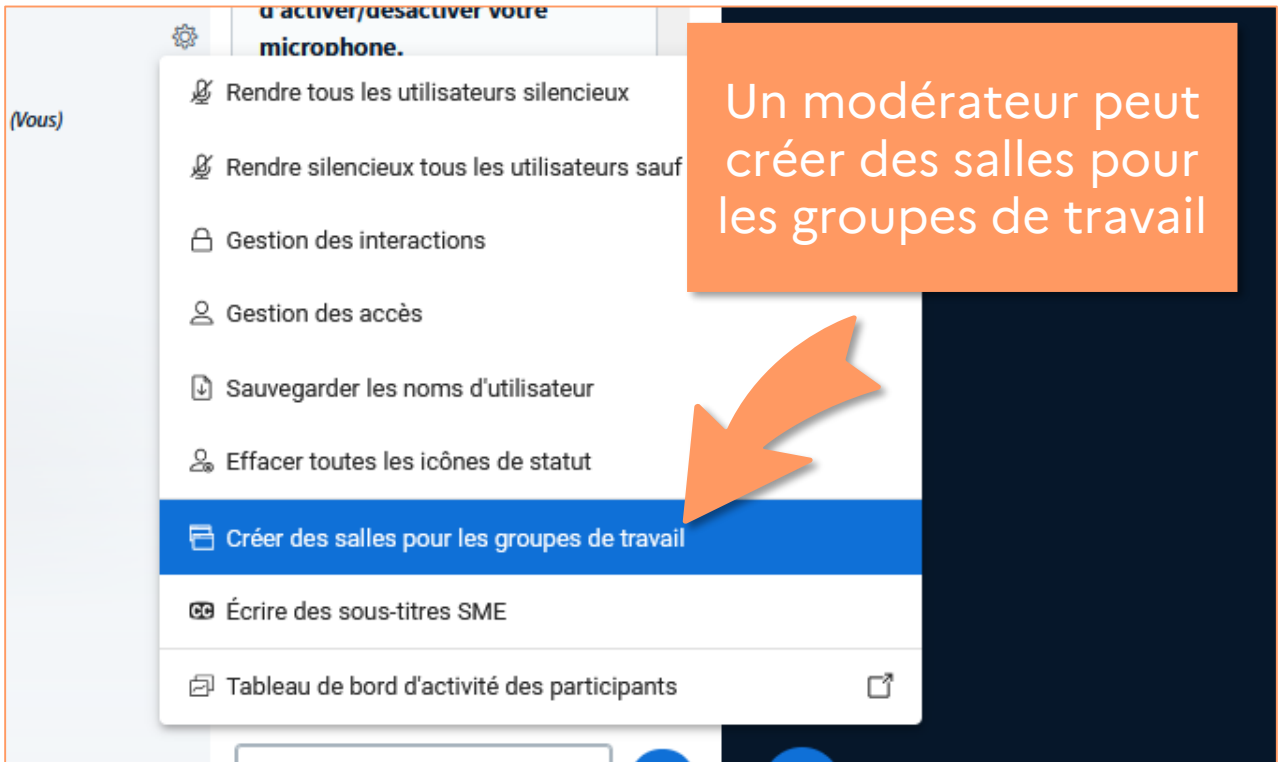 d'activer/désactiver votre
microphone.
(Vous)
Rendre tous les utilisateurs silencieux
Rendre silencieux tous les utilisateurs sauf
Gestion des interactions
Gestion des accès
Sauvegarder les noms d'utilisateur
Effacer toutes les icônes de statut
Créer des salles pour les groupes de travail
Écrire des sous-titres SME
Tableau de bord d'activité des participants
Un modérateur peut
créer des salles pour
les groupes de travail